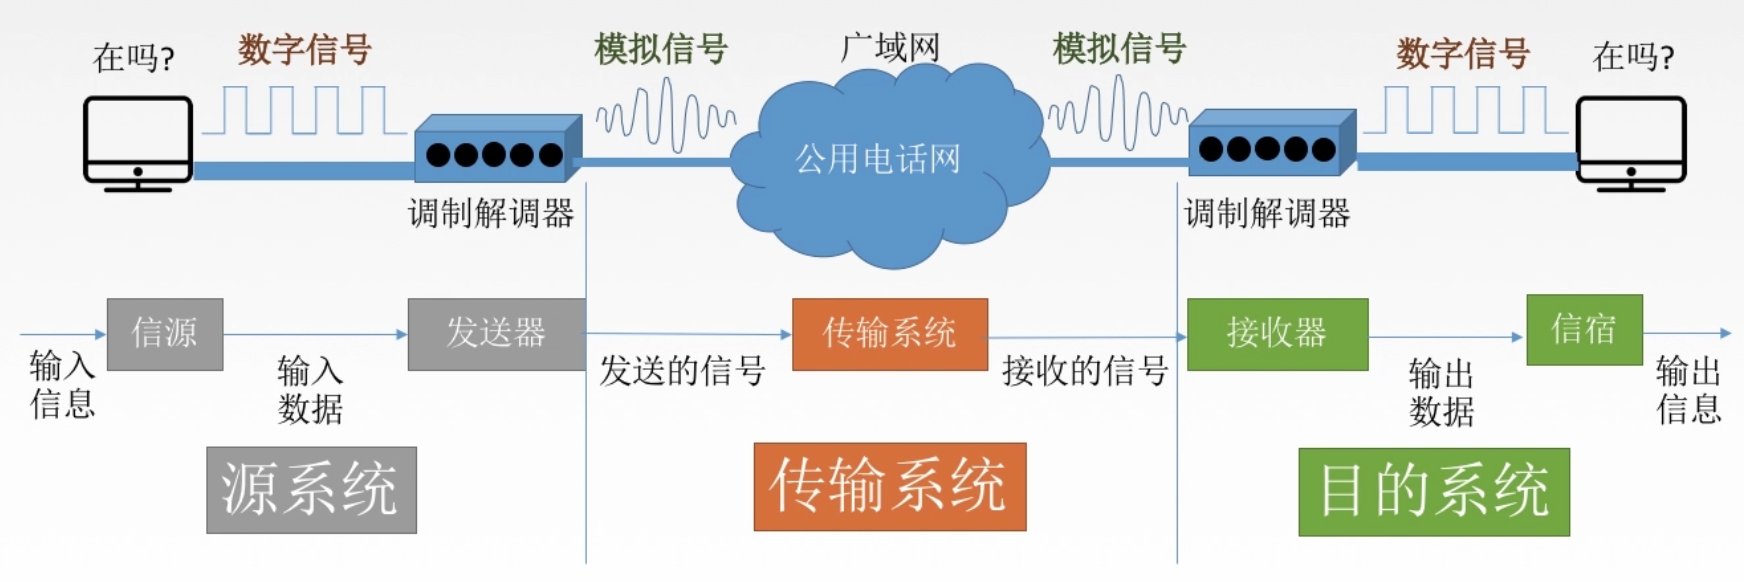 在吗?
数字信号
模拟信号
广域网
模拟信号
数字信号
在吗?
公用电话网
调制解调器
调制解调器
信源
发送器
传输系统
接收器
信宿
输入
信息
输入
数据
发送的信号
接收的信号
输出
数据
输出
信息
源系统
传输系统
目的系统